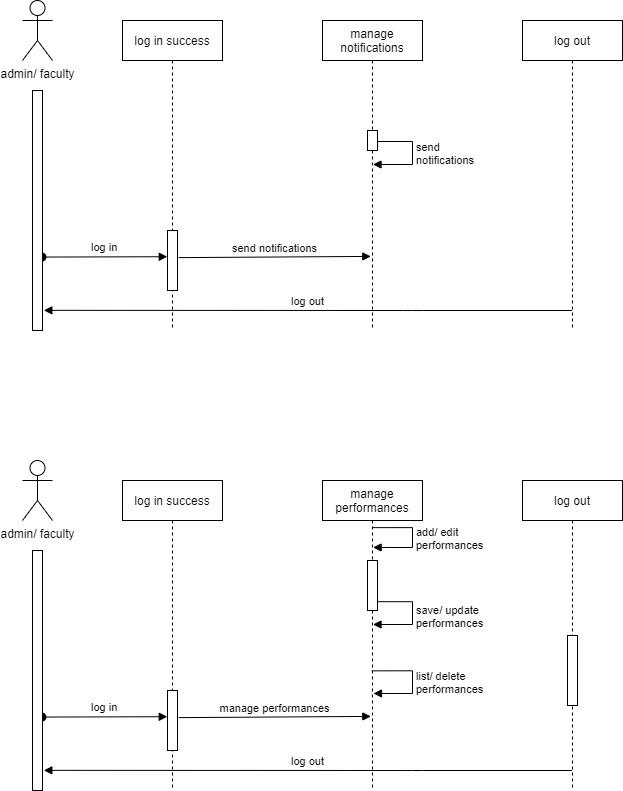 log in success
manage
notifications
log out
admin/ faculty
send
notifications
log in
send notifications
log out
log in success
manage
performances
log out
admin/ faculty
add/ edit
performances
save/ update
performances
list/ delete
performances
log in
manage performances
log out